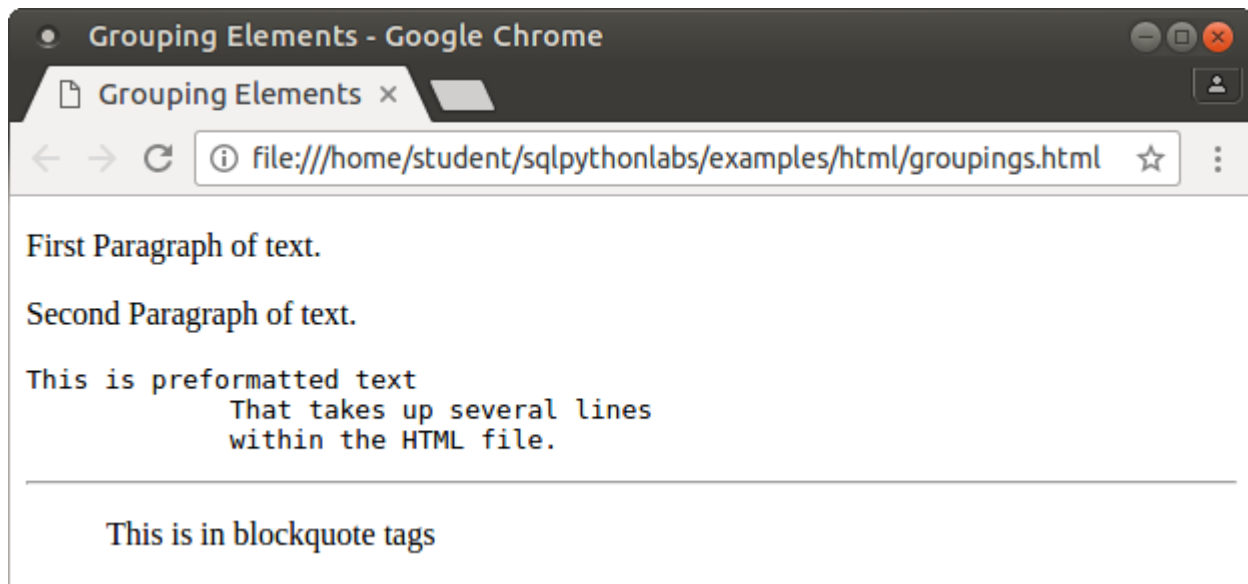 Grouping Elements - Google Chrome
Grouping Elements
file:///home/student/sqlpythonlabs/examples/html/groupings.html
First Paragraph of text.
Second Paragraph of text.
This is preformatted text
That takes up several lines
within the HTML file.
This is in blockquote tags